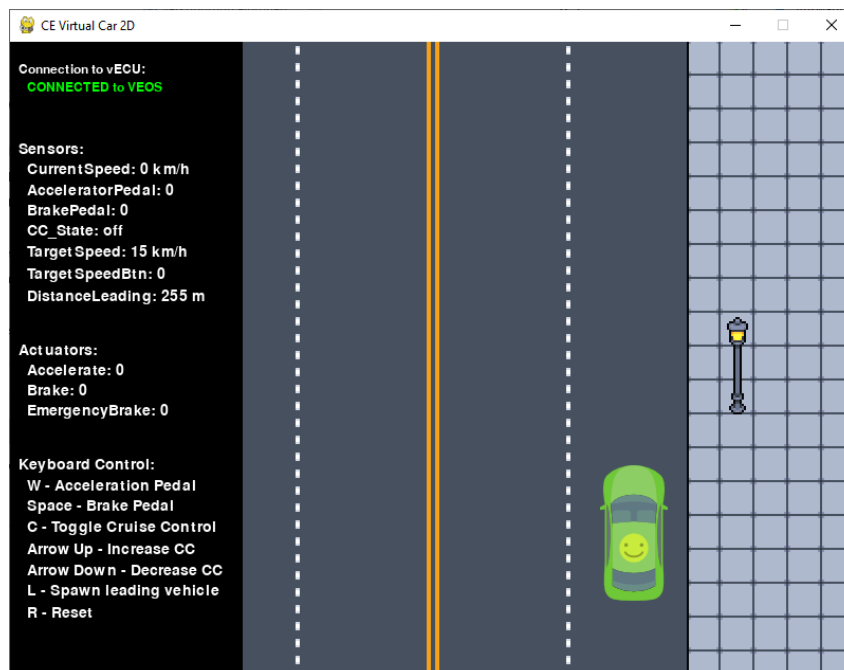 CE Virtual Car 2D
Connection to vECU:
CONNECTED to VEOS
Sensors:
CurrentSpeed: 0 km/h
AcceleratorPedal: 0
BrakePedal: 0
CC_State: off
TargetSpeed: 15 km/h
TargetSpeedBtn: 0
DistanceLeading: 255 m
Actuators:
Accelerate: 0
Brake: 0
EmergencyBrake: 0
Keyboard Control:
W - Acceleration Pedal
Space - Brake Pedal
C - Toggle Cruise Control
Arrow Up - Increase CC
Arrow Down - Decrease CC
L - Spawn leading vehicle
R - Reset